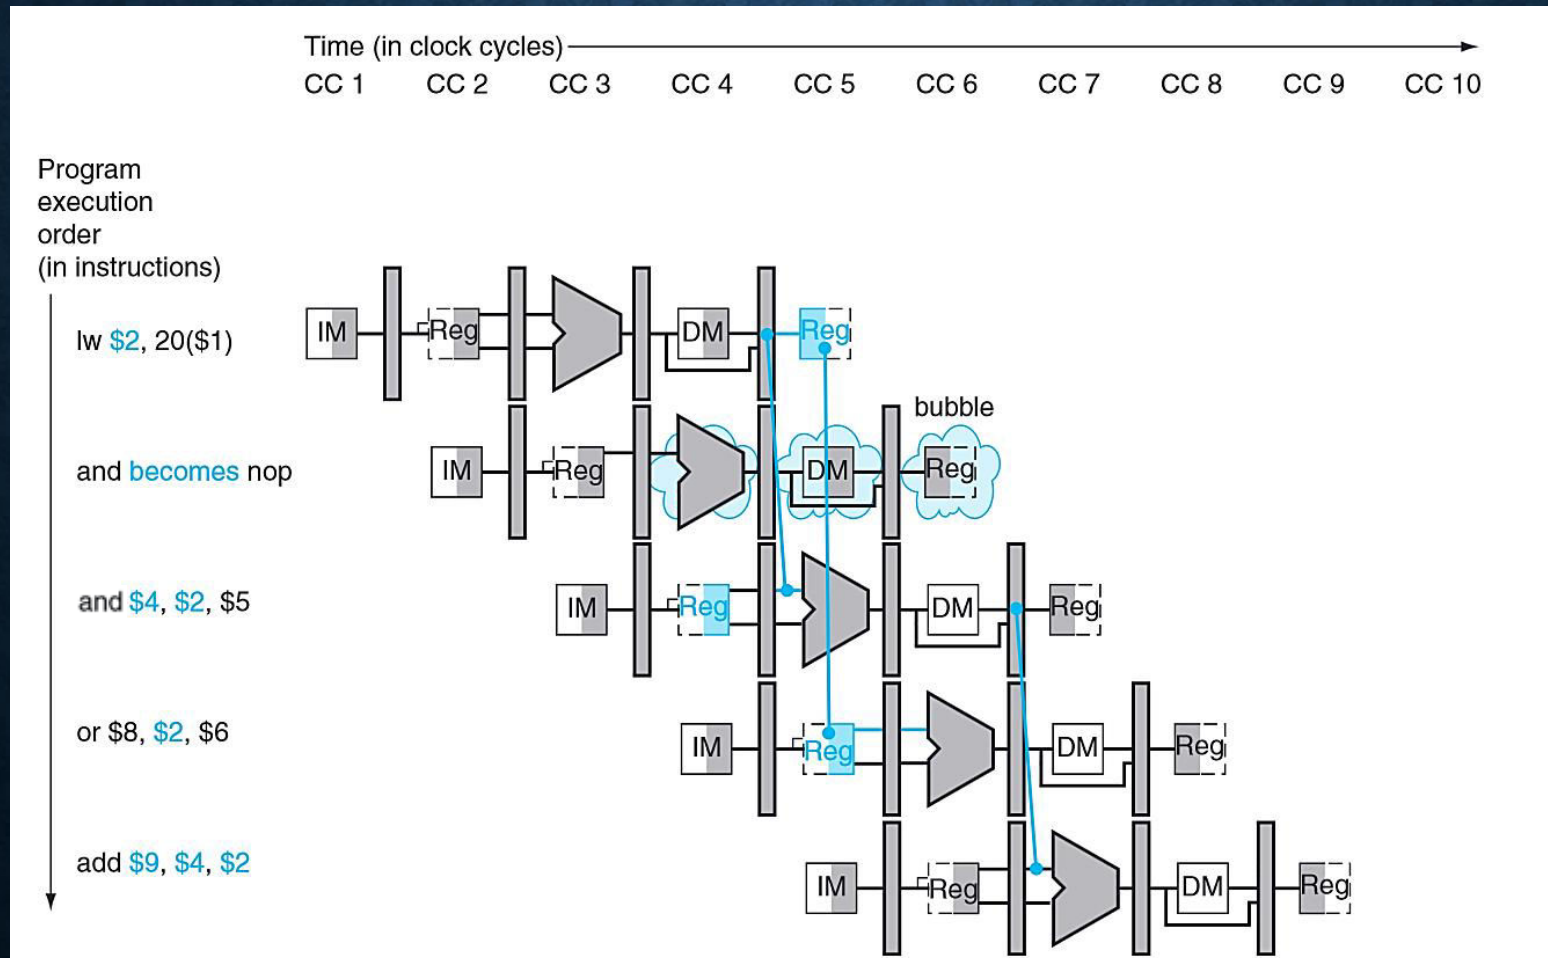 Time (in clock cycles)
CC 1 CC 2 CC 3 CC 4 CC 5 CC 6 CC 7 CC 8 CC 9 CC 10
Program
execution
order
(in instructions)
lw $2, 20($1)
IM Reg DM Reg
bubble
and becomes nop
IM Reg DM Reg
and $4, $2, $5
IM Reg DM Reg
or $8, $2, $6
IM Reg DM Reg
add $9, $4, $2
IM Reg DM Reg